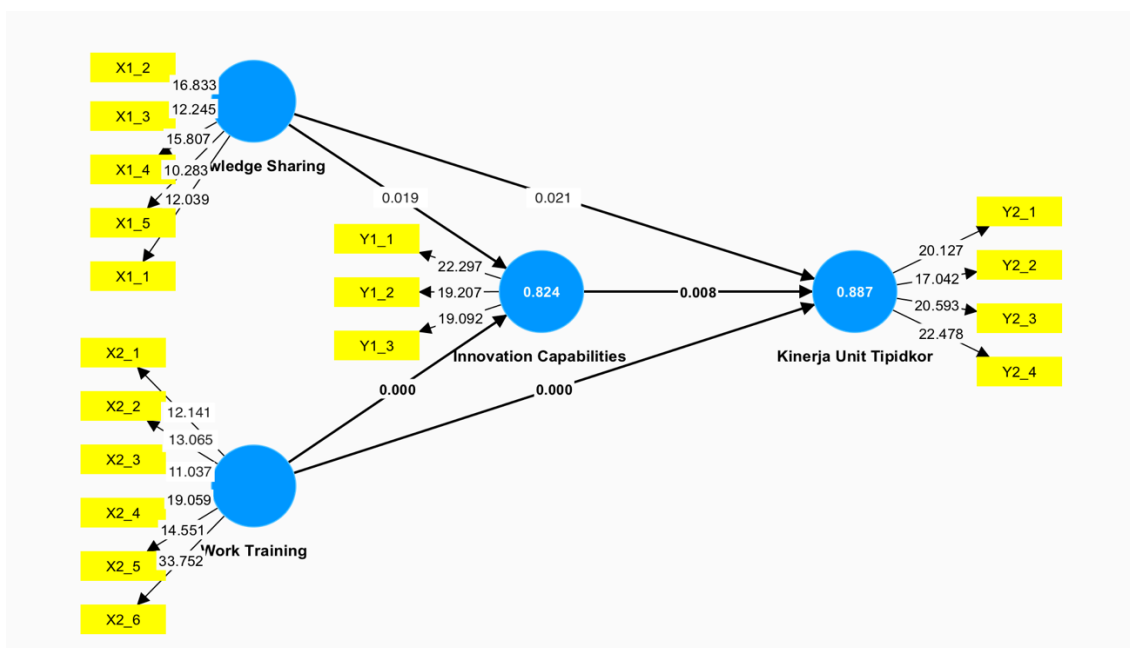 X1_2
X1_3
X1_4
X1_5
X1_1
16.833
12.245
15.807
10.283
12.039
wledge Sharing
0.019
0.021
Y1_1
Y1_2
Y1_3
22.297
19.207
19.092
0.824
Innovation Capabilities
0.008
0.887
Kinerja Unit Tipidkor
20.127
17.042
20.593
22.478
Y2_1
Y2_2
Y2_3
Y2_4
X2_1
X2_2
X2_3
X2_4
X2_5
X2_6
12.141
13.065
11.037
19.059
14.551
33.752
Work Training
0.000
0.000